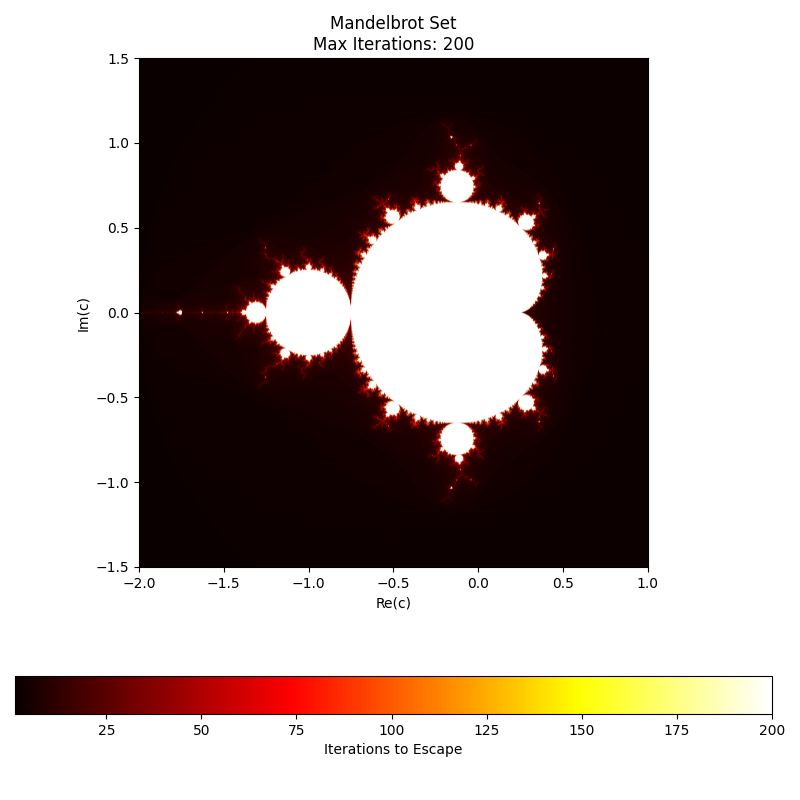 Mandelbrot Set
Max Iterations: 200
1.5
1.0
0.5
0.0
−0.5
−1.0
−1.5
Im(c)
−2.0 −1.5 −1.0 −0.5 0.0 0.5 1.0
Re(c)
25 50 75 100 125 150 175 200
Iterations to Escape